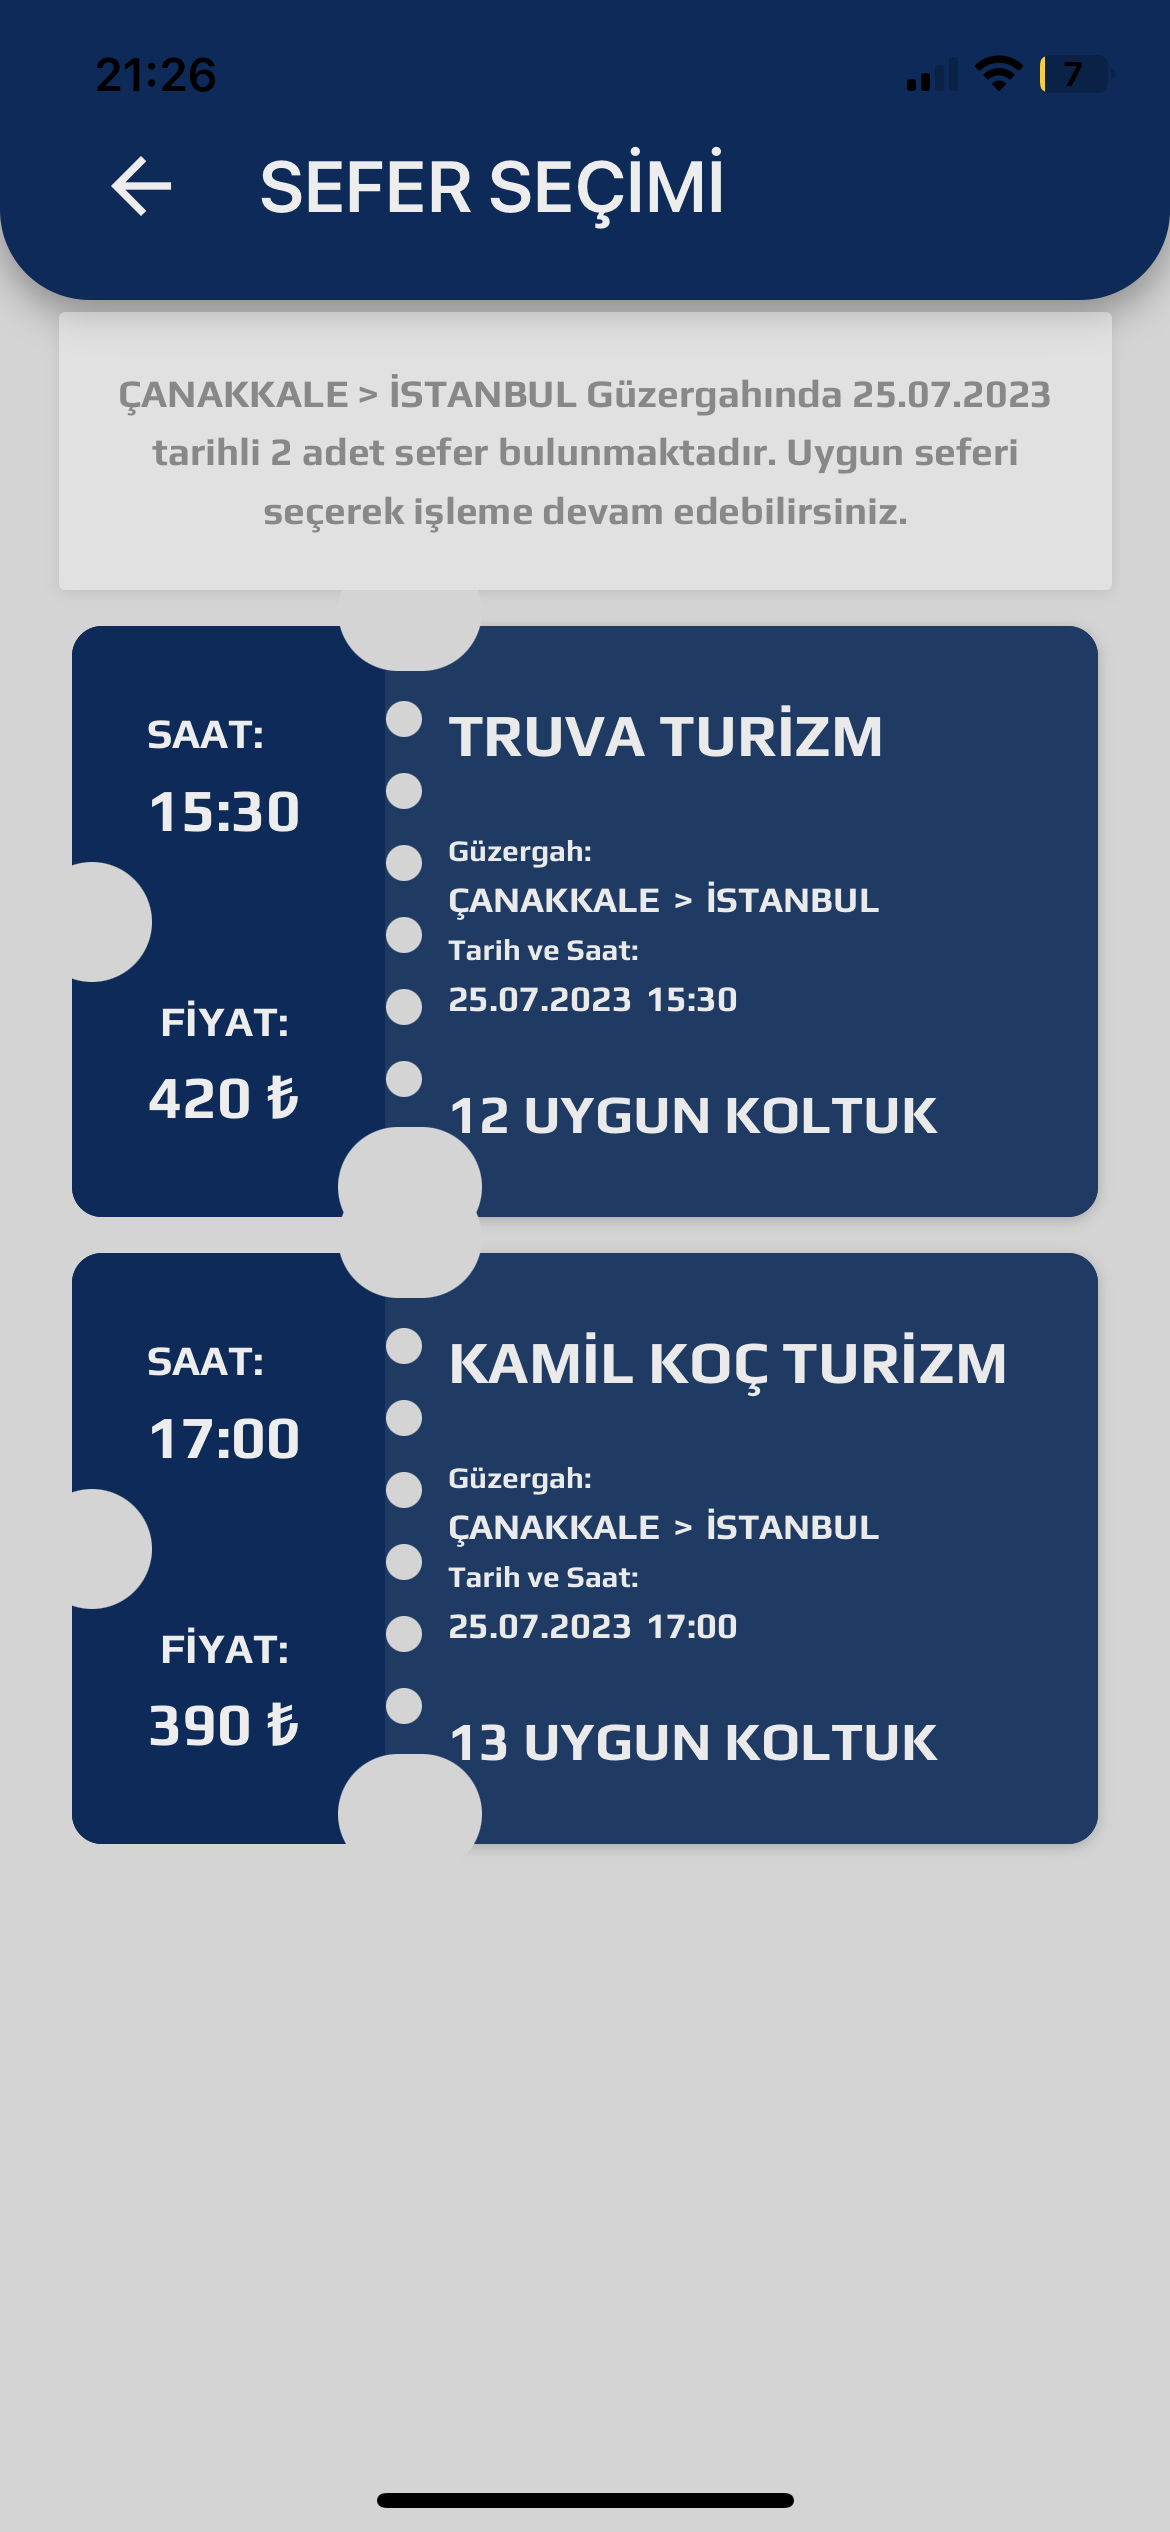 21:26
7
SEFER SEÇİMİ
ÇANAKKALE > İSTANBUL Güzergahında 25.07.2023
tarihli 2 adet sefer bulunmaktadır. Uygun seferi
seçerek işleme devam edebilirsiniz.
SAAT:
15:30
FİYAT:
420 ₺
TRUVA TURİZM
Güzergah:
ÇANAKKALE > İSTANBUL
Tarih ve Saat:
25.07.2023 15:30
12 UYGUN KOLTUK
SAAT:
17:00
FİYAT:
390 ₺
KAMİL KOÇ TURİZM
Güzergah:
ÇANAKKALE > İSTANBUL
Tarih ve Saat:
25.07.2023 17:00
13 UYGUN KOLTUK